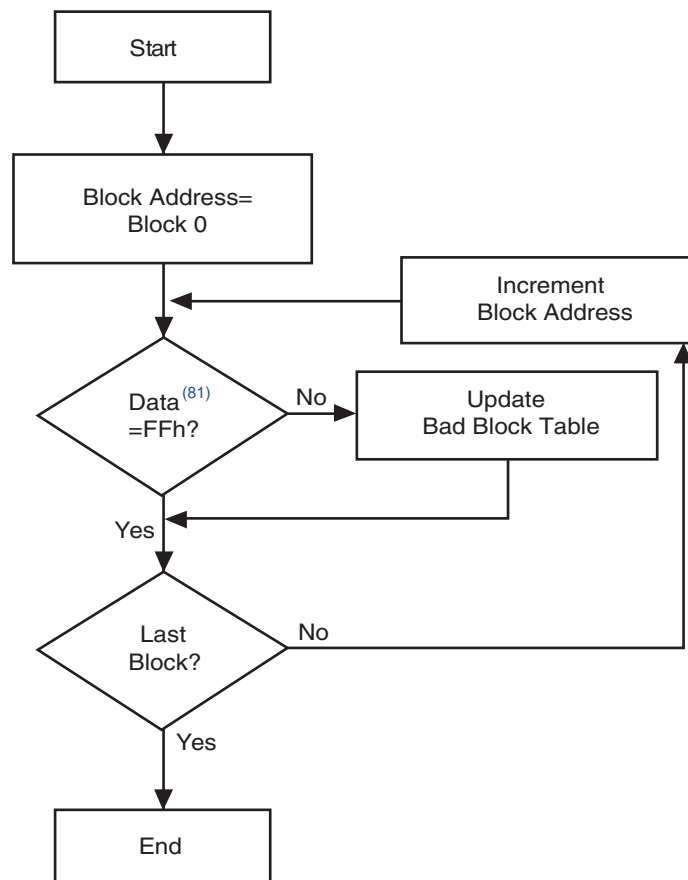 Start
Block Address=
Block 0
Increment
Block Address
Data(81)
=FFh?
No
Update
Bad Block Table
Yes
Last
Block?
No
Yes
End